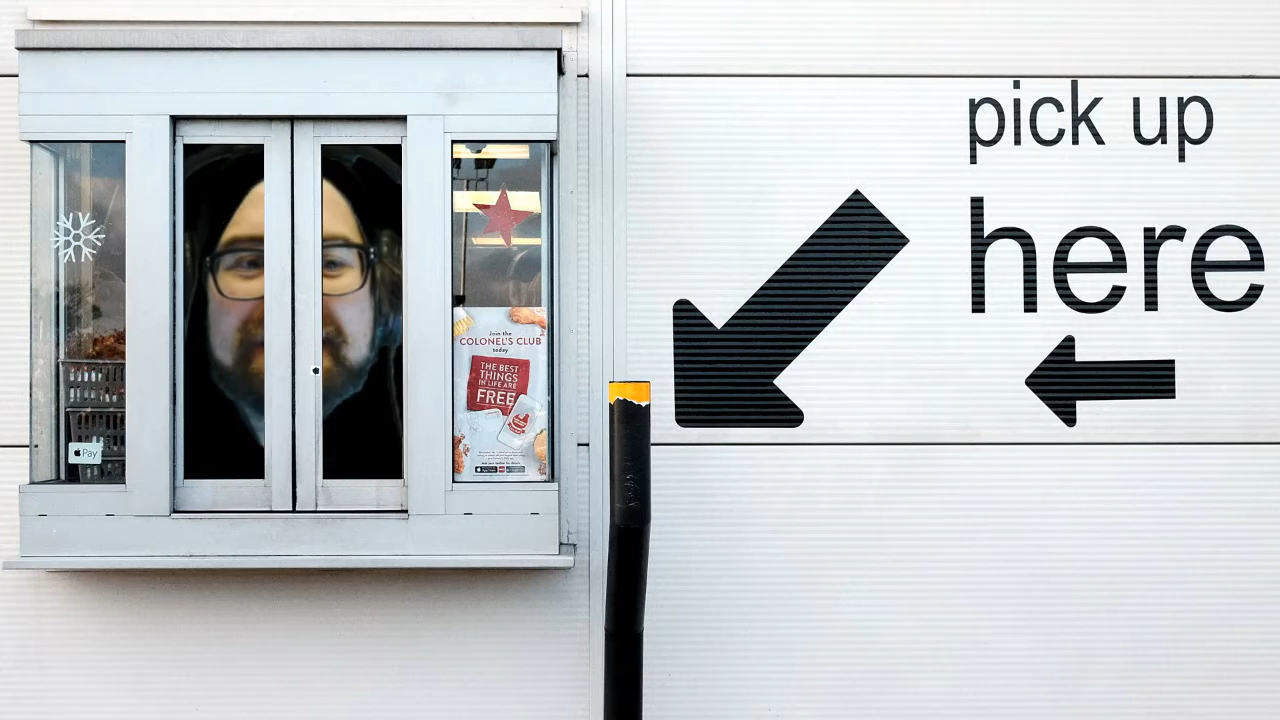 pick up
here
Join the
COLONEL'S CLUB
today
THE BEST
THINGS
IN LIFE ARE
FREE
Pay